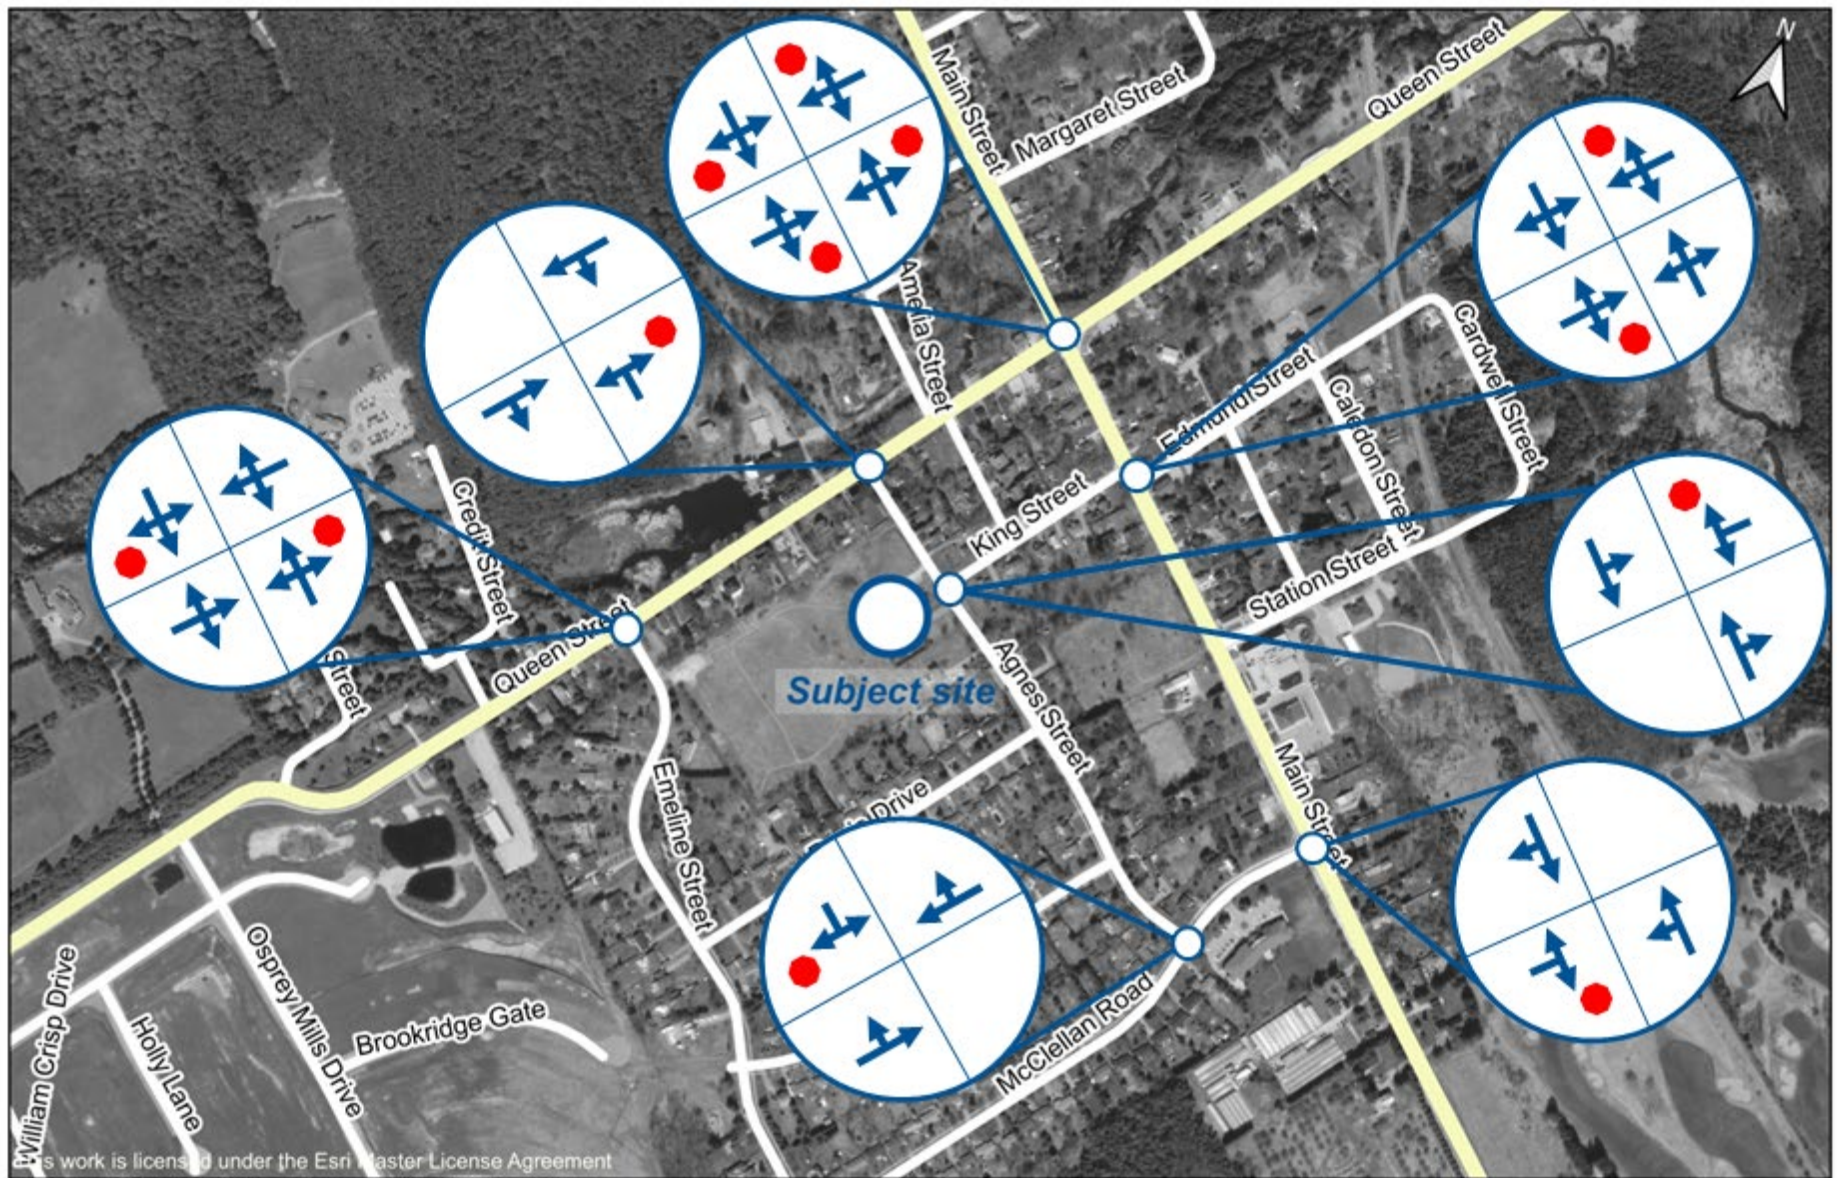 N
Main Street
Queen Street
Margaret Street
Amelia Street
Edmund Street
Cardwell Street
Caledon Street
King Street
Credit Street
Station Street
Queen Street
Street
Subject site
Agnes Street
Main Street
Emeline Street
Drive
Osprey Mills Drive
William Crisp Drive
Holly Lane
Brookridge Gate
McClellan Road
This work is licensed under the Esri Master License Agreement